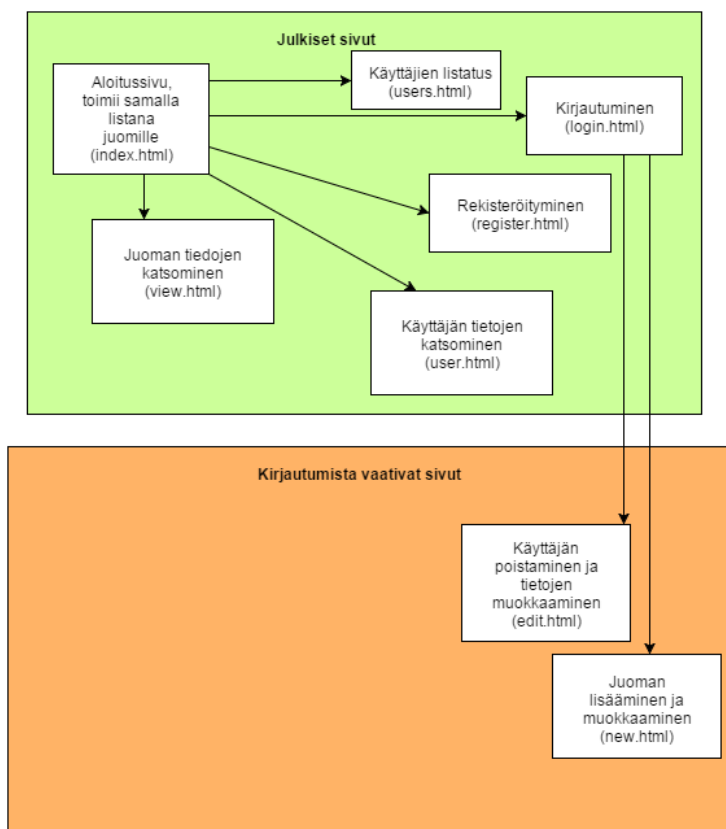 Julkiset sivut
Aloitussivu,
toimii samalla
listana
juomille
(index.html)
Käyttäjien listatus
(users.html)
Kirjautuminen
(login.html)
Rekisteröityminen
(register.html)
Juoman tiedojen
katsominen
(view.html)
Käyttäjän tietojen
katsominen
(user.html)
Kirjautumista vaativat sivut
Käyttäjän
poistaminen ja
tietojen
muokkaaminen
(edit.html)
Juoman
lisääminen ja
muokkaaminen
(new.html)